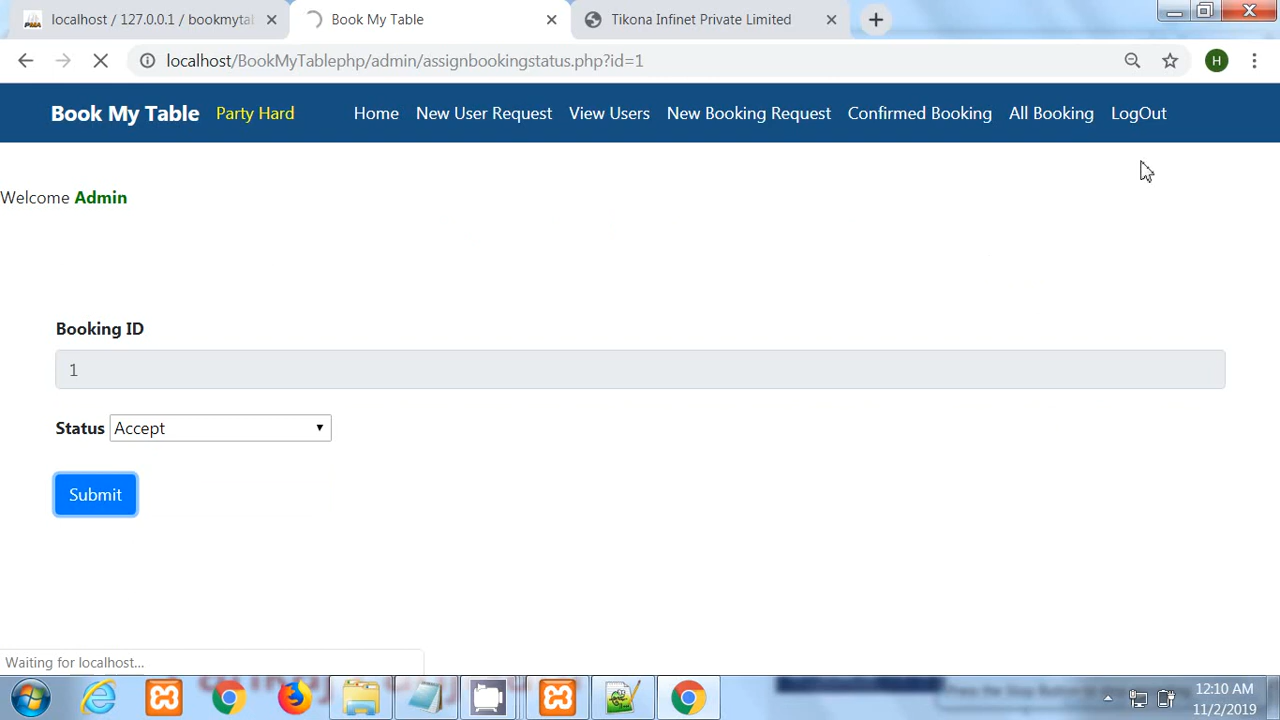 localhost / 127.0.0.1 / bookmytab
Book My Table
Tikona Infinet Private Limited
localhost/BookMyTablephp/admin/assignbookingstatus.php?id=1
H
Book My Table Party Hard Home New User Request View Users New Booking Request Confirmed Booking All Booking LogOut
Welcome Admin
Booking ID
1
Status Accept
Submit
Waiting for localhost...
12:10 AM
11/2/2019